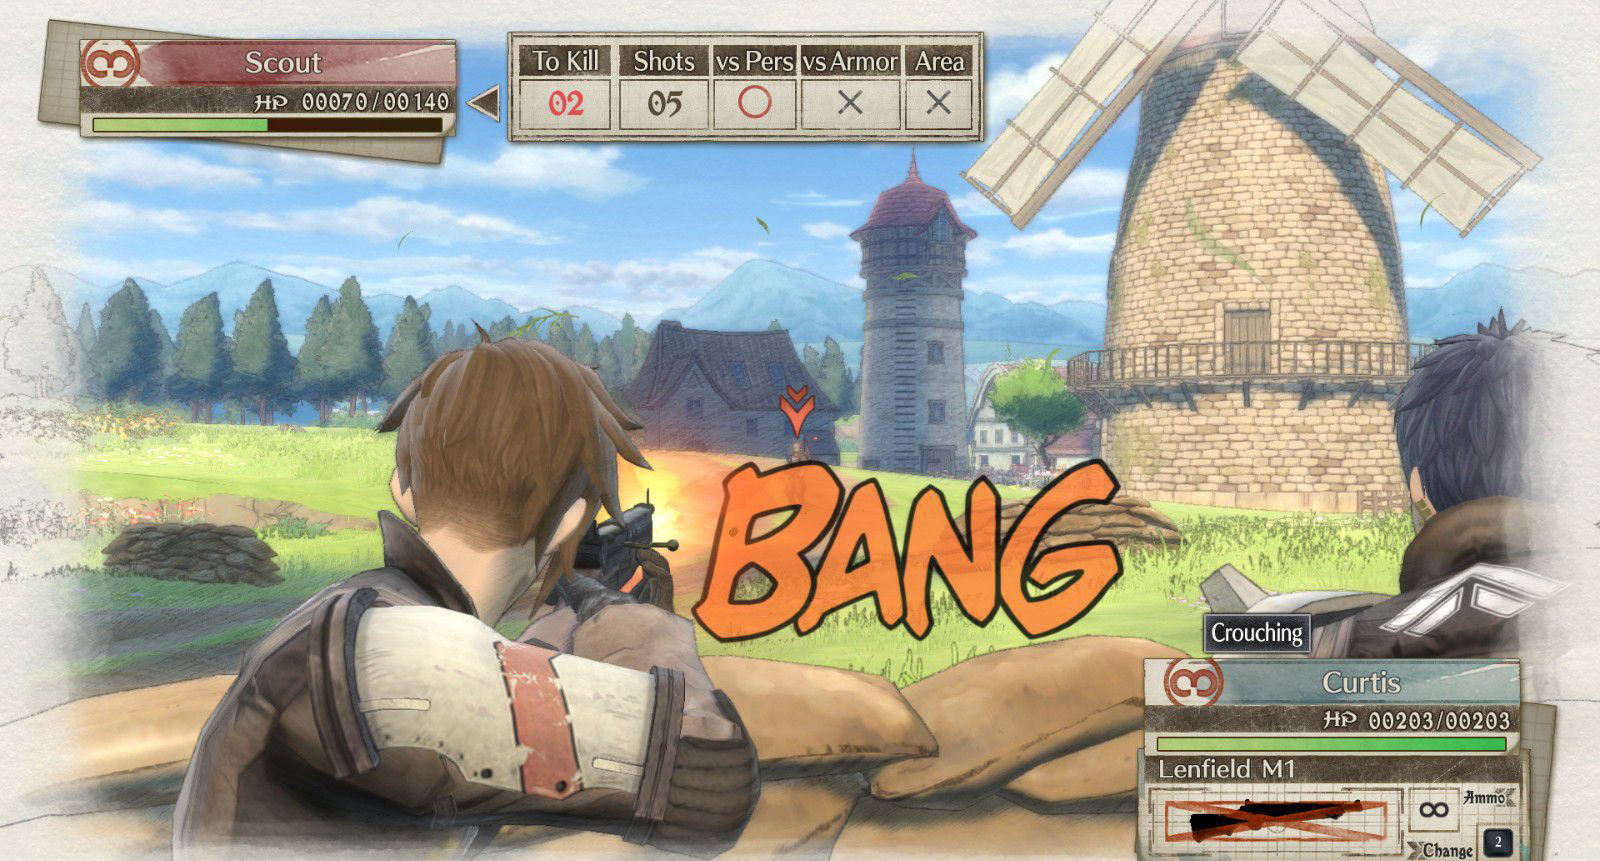 Scout
HP 00070/00140
To Kill Shots vs Pers vs Armor Area
02 05
BANG
Crouching
Curtis
HP 00203/00203
Lenfield M1
∞ Ammo
Change 2